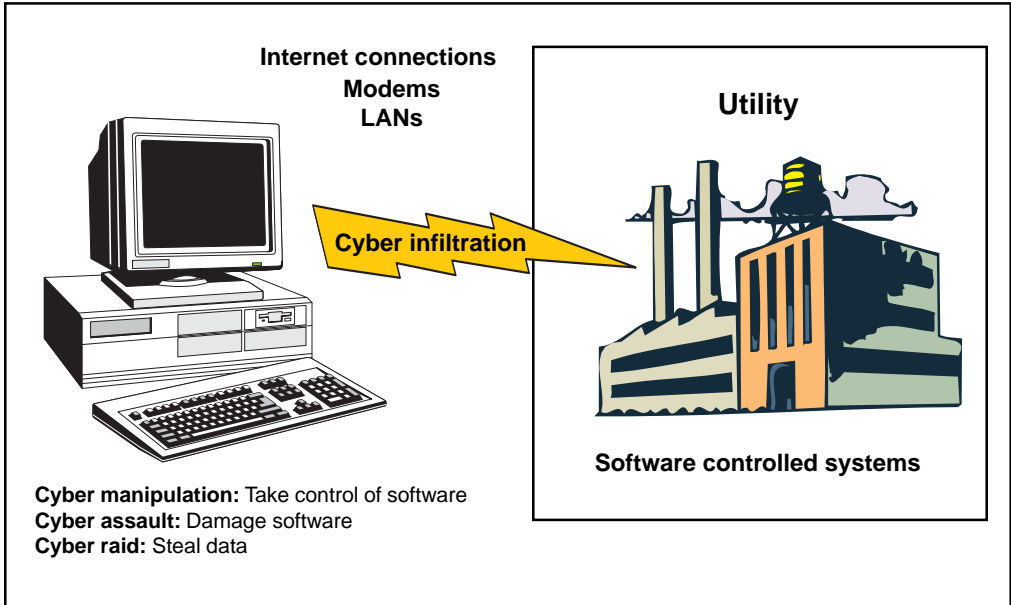 Internet connections
Modems
LANs
Utility
Cyber infiltration
Software controlled systems
Cyber manipulation: Take control of software
Cyber assault: Damage software
Cyber raid: Steal data